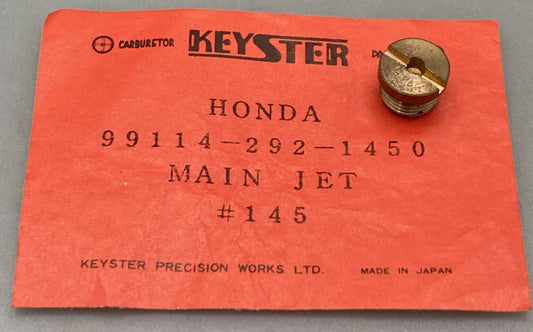 CARBURETOR KEYSTER
HONDA
99114-292-1450
MAIN JET
#145
KEYSTER PRECISION WORKS LTD. MADE IN JAPAN